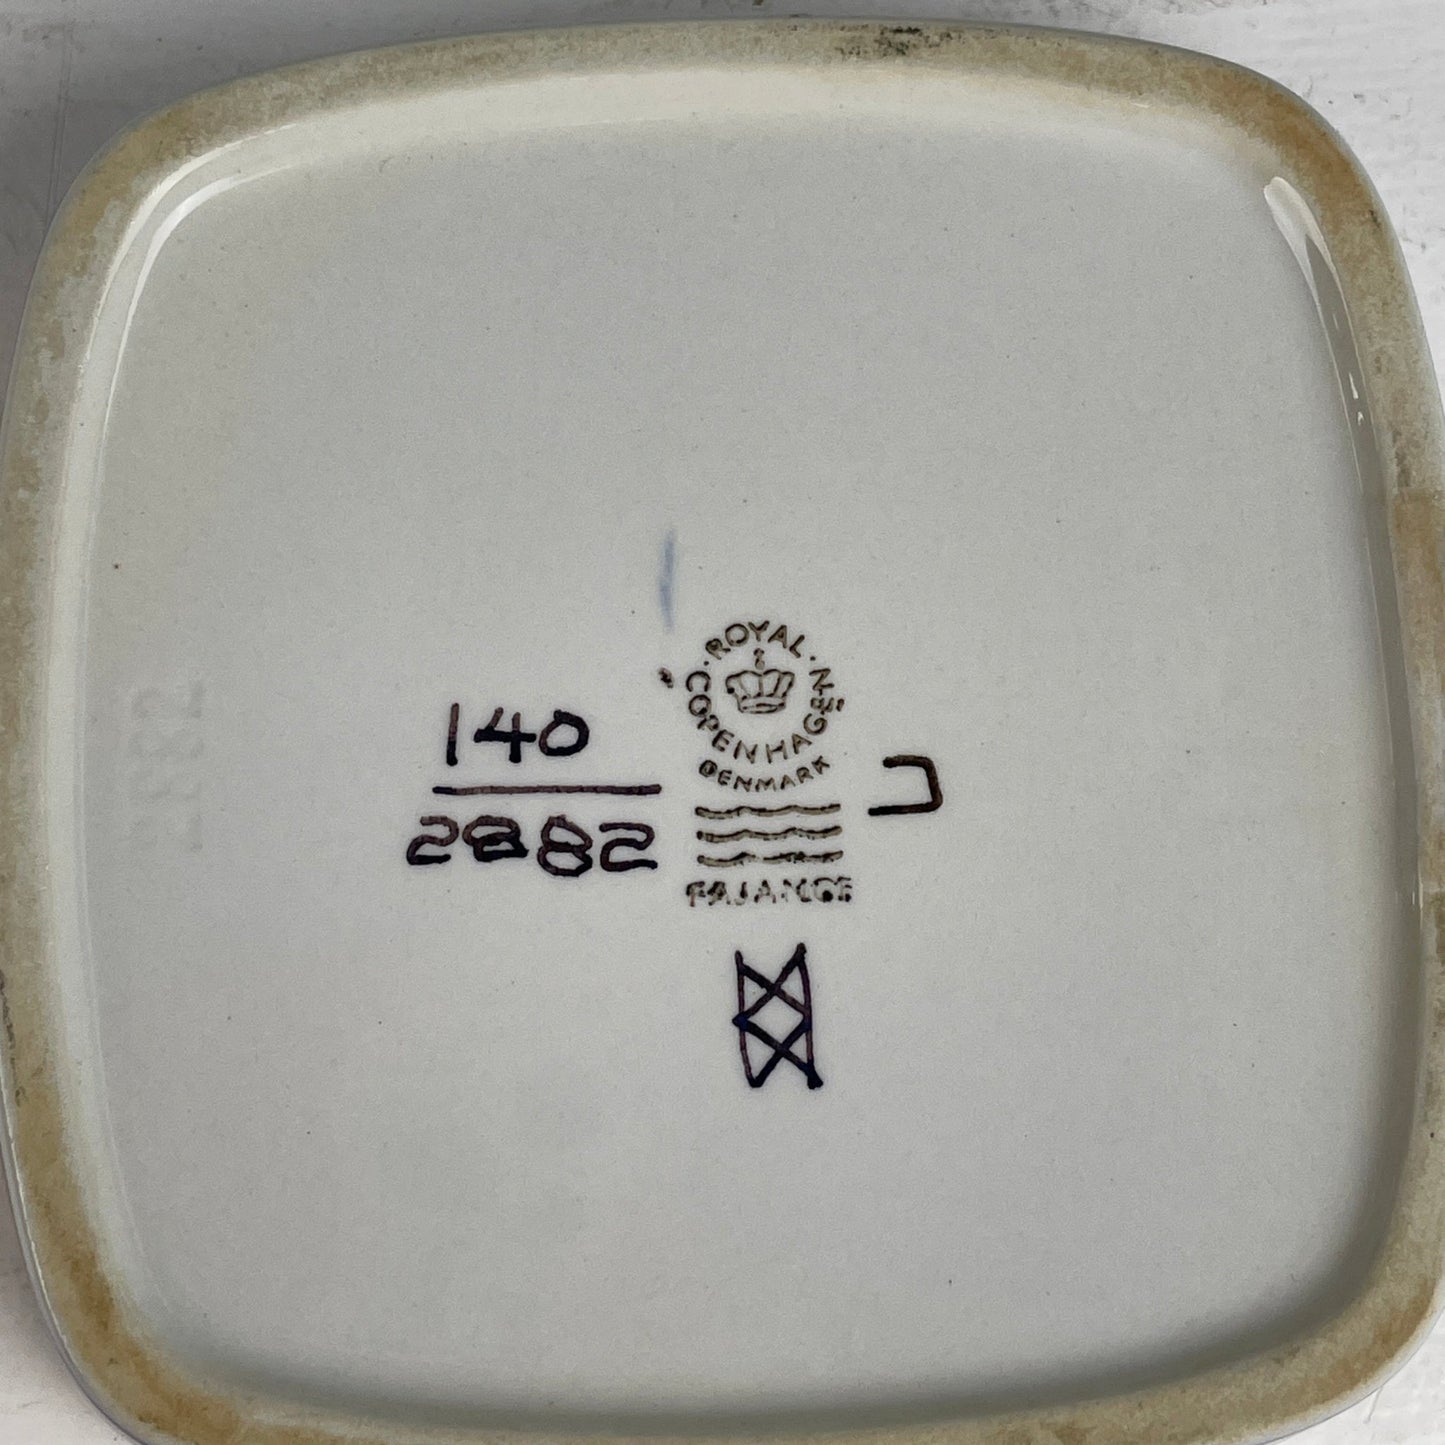 ROYAL
COPENHAGEN
DENMARK
FAJANCE
140
2882